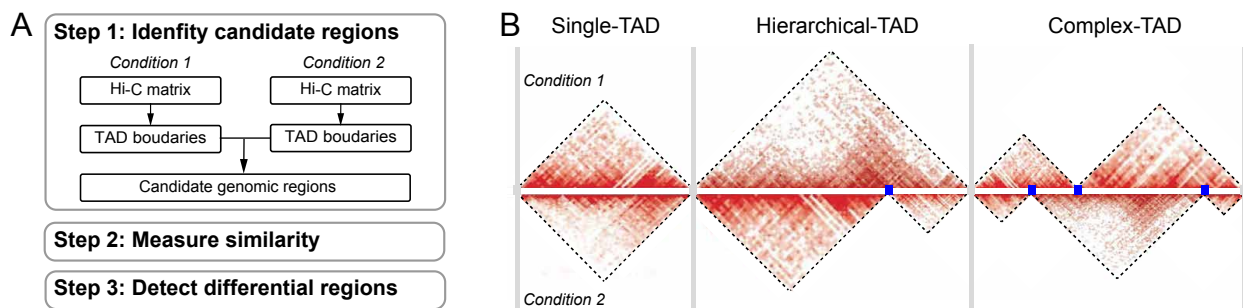 A
Step 1: Idenfity candidate regions
Condition 1
Condition 2
Hi-C matrix
Hi-C matrix
TAD boudaries
TAD boudaries
Candidate genomic regions
Step 2: Measure similarity
Step 3: Detect differential regions
B
Single-TAD
Hierarchical-TAD
Complex-TAD
Condition 1
Condition 2